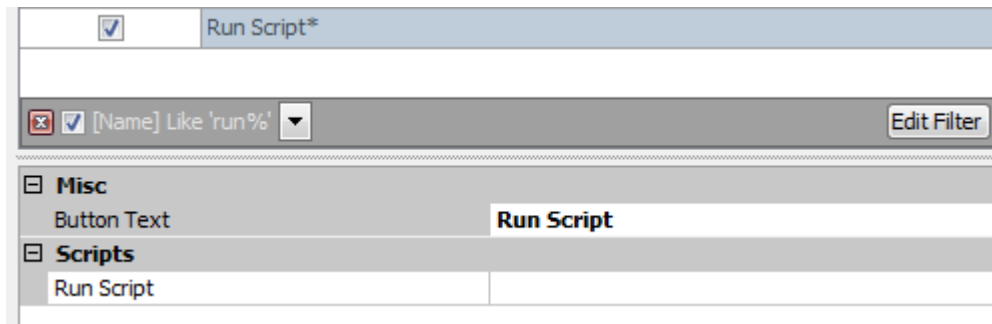 Run Script*
[Name] Like 'run%' Edit Filter
Misc
Button Text Run Script
Scripts
Run Script